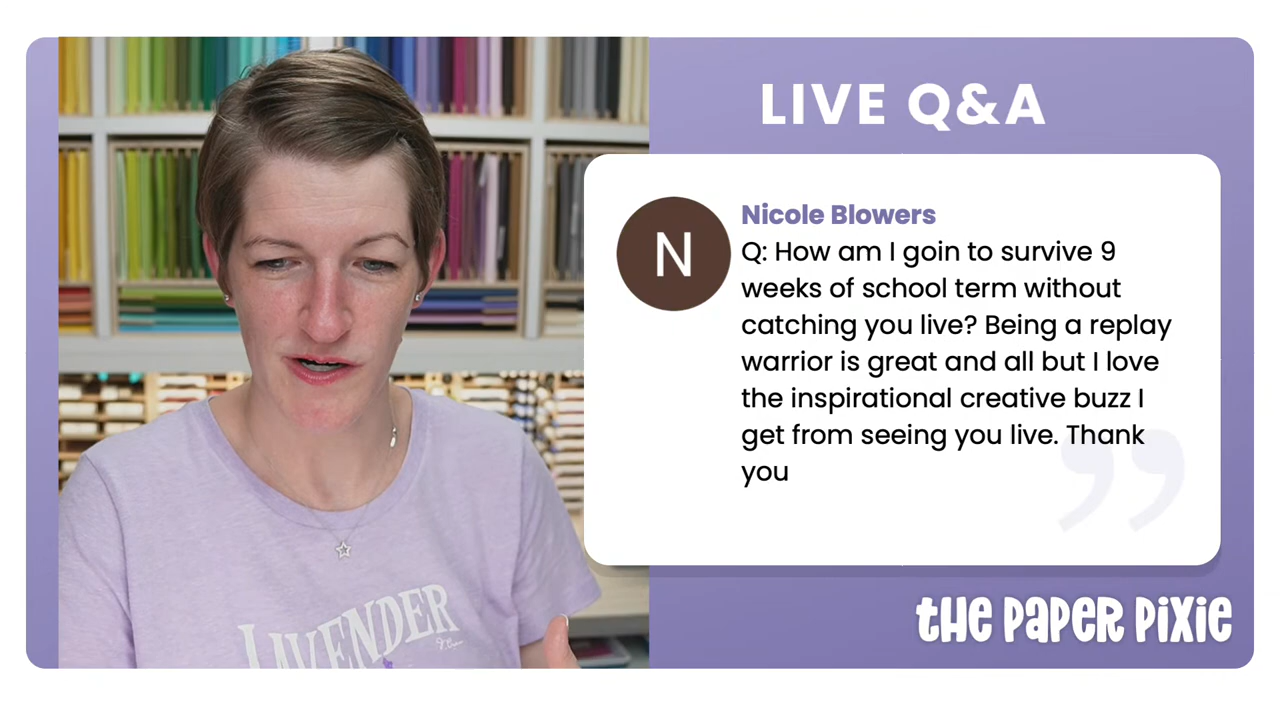 LIVE Q&A
N
Nicole Blowers
Q: How am I goin to survive 9
weeks of school term without
catching you live? Being a replay
warrior is great and all but I love
the inspirational creative buzz I
get from seeing you live. Thank
you
LAVENDER
the paper pixie